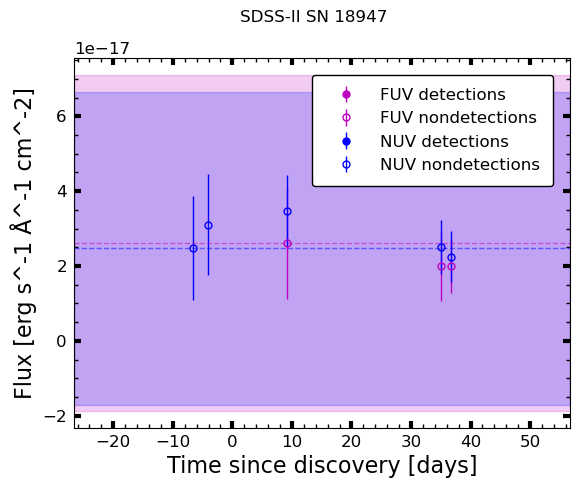 SDSS-II SN 18947
1e−17
FUV detections
FUV nondetections
NUV detections
NUV nondetections
6
4
2
0
−2
Flux [erg s^-1 Å^-1 cm^-2]
−20 −10 0 10 20 30 40 50
Time since discovery [days]